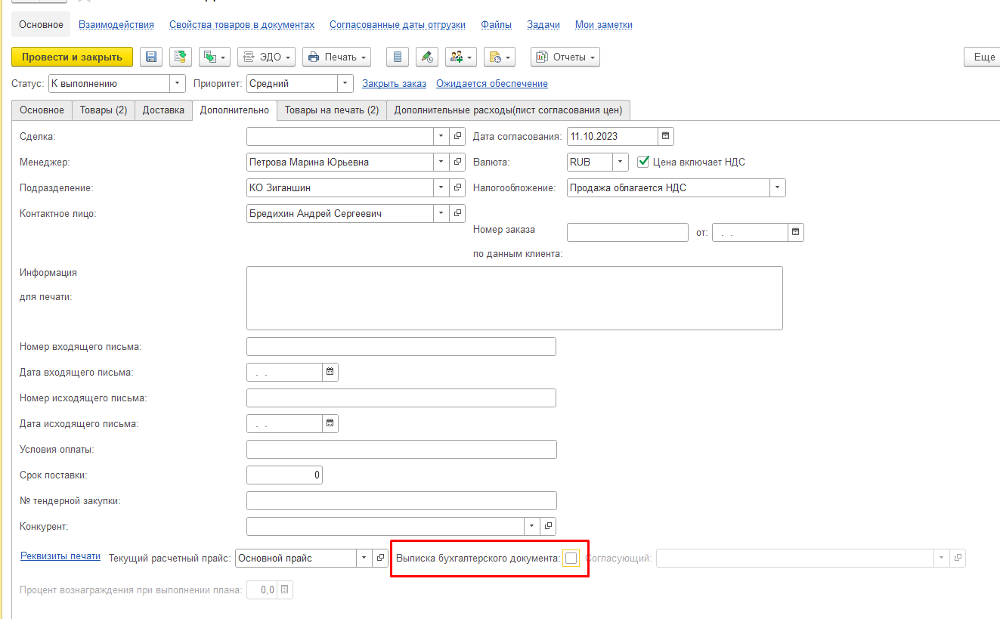 Основное Взаимодействия Свойства товаров в документах Согласованные даты отгрузки Файлы Задачи Мои заметки
Провести и закрыть ЭДО Печать Отчеты Еще
Статус: К выполнению Приоритет: Средний Закрыть заказ Ожидается обеспечение
Основное Товары (2) Доставка Дополнительно Товары на печать (2) Дополнительные расходы(лист согласования цен)
Сделка: Дата согласования: 11.10.2023
Менеджер: Петрова Марина Юрьевна Валюта: RUB Цена включает НДС
Подразделение: КО Зиганшин Налогообложение: Продажа облагается НДС
Контактное лицо: Бредихин Андрей Сергеевич
Номер заказа
от: . .
по данным клиента:
Информация
для печати:
Номер входящего письма:
Дата входящего письма: . .
Номер исходящего письма:
Дата исходящего письма: . .
Условия оплаты:
Срок поставки: 0
№ тендерной закупки:
Конкурент:
Реквизиты печати Текущий расчетный прайс: Основной прайс Выписка бухгалтерского документа: Согласующий:
Процент вознаграждения при выполнении плана: 0,0